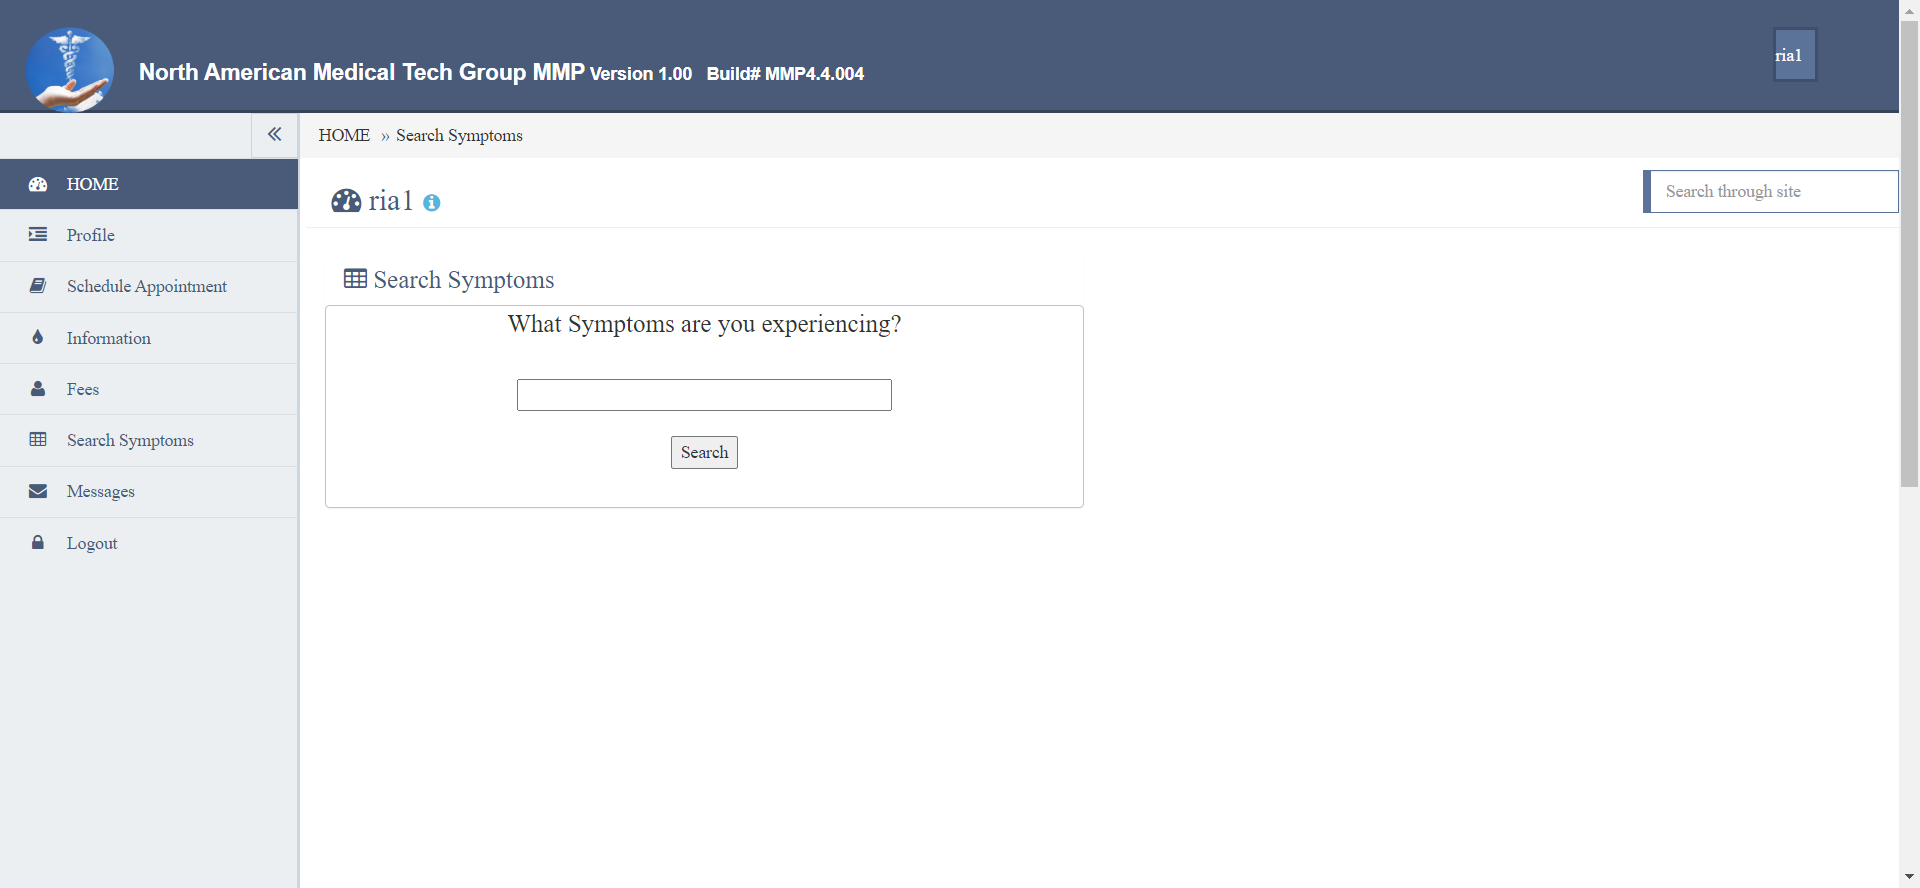 North American Medical Tech Group MMP Version 1.00 Build# MMP4.4.004
ria1
HOME » Search Symptoms
HOME
Profile
Schedule Appointment
Information
Fees
Search Symptoms
Messages
Logout
ria1
Search through site
Search Symptoms
What Symptoms are you experiencing?
Search